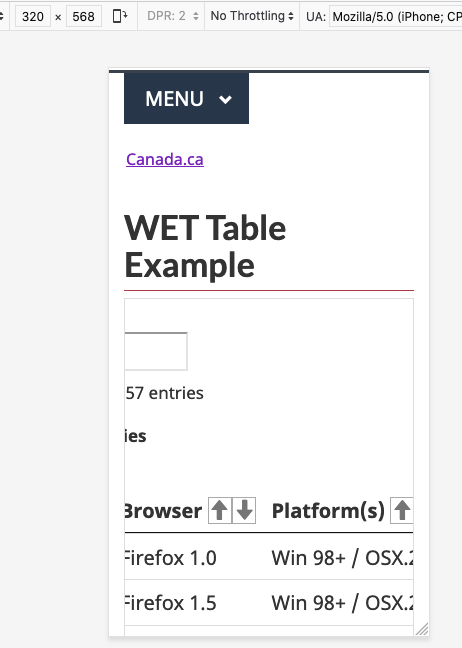 320 × 568 DPR: 2 No Throttling UA: Mozilla/5.0 (iPhone; CP
MENU
Canada.ca
WET Table
Example
57 entries
ies
Browser Platform(s)
Firefox 1.0 Win 98+ / OSX.2
Firefox 1.5 Win 98+ / OSX.2